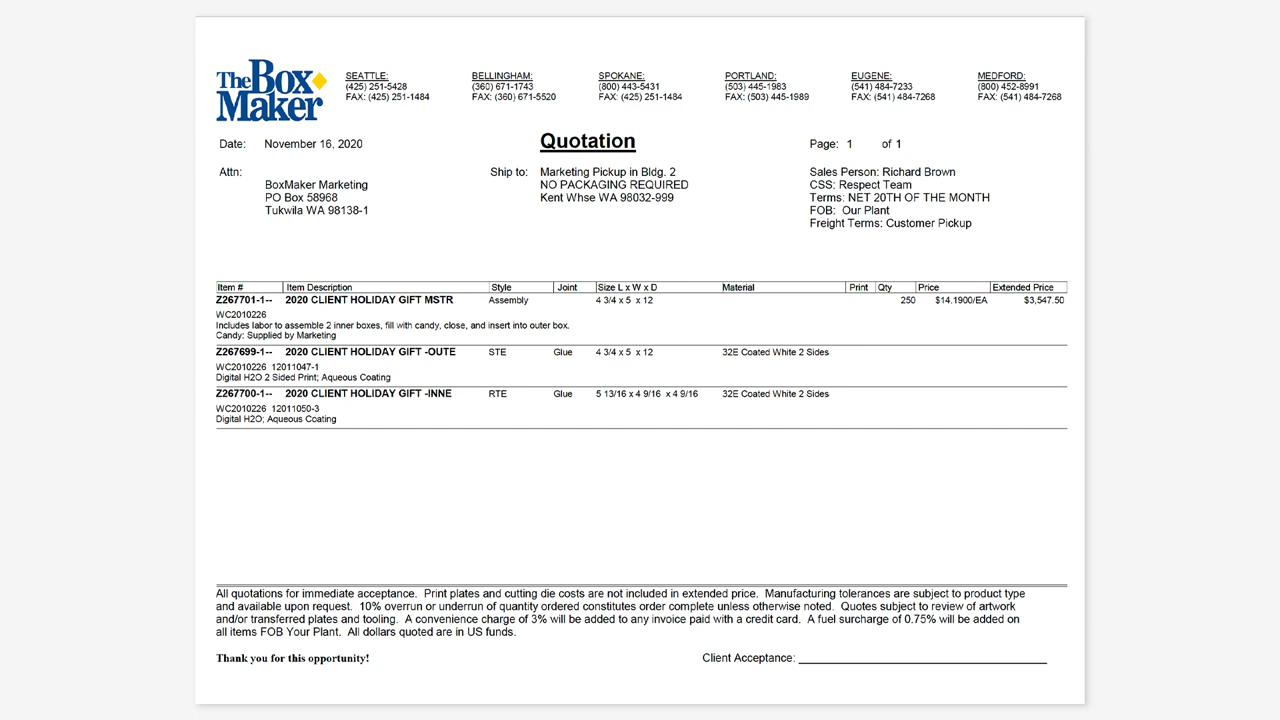 The Box Maker
SEATTLE: BELLINGHAM: SPOKANE: PORTLAND: EUGENE: MEDFORD:
(425) 251-5428 (360) 671-1743 (800) 443-5431 (503) 445-1983 (541) 484-7233 (800) 452-8991
FAX: (425) 251-1484 FAX: (360) 671-5520 FAX: (425) 251-1484 FAX: (503) 445-1989 FAX: (541) 484-7268 FAX: (541) 484-7268
Date: November 16, 2020 Quotation Page: 1 of 1
Attn: Ship to: Marketing Pickup in Bldg. 2 Sales Person: Richard Brown
BoxMaker Marketing NO PACKAGING REQUIRED CSS: Respect Team
PO Box 58968 Kent Whse WA 98032-999 Terms: NET 20TH OF THE MONTH
Tukwila WA 98138-1 FOB: Our Plant
Freight Terms: Customer Pickup
Item # Item Description Style Joint Size L x W x D Material Print Qty Price Extended Price
Z267701-1-- 2020 CLIENT HOLIDAY GIFT MSTR Assembly 4 3/4 x 5 x 12 250 $14.1900/EA $3,547.50
WC2010226
Includes labor to assemble 2 inner boxes, fill with candy, close, and insert into outer box.
Candy: Supplied by Marketing
Z267699-1-- 2020 CLIENT HOLIDAY GIFT -OUTE STE Glue 4 3/4 x 5 x 12 32E Coated White 2 Sides
WC2010226 12011047-1
Digital H2O 2 Sided Print; Aqueous Coating
Z267700-1-- 2020 CLIENT HOLIDAY GIFT -INNE RTE Glue 5 13/16 x 4 9/16 x 4 9/16 32E Coated White 2 Sides
WC2010226 12011050-3
Digital H2O; Aqueous Coating
All quotations for immediate acceptance. Print plates and cutting die costs are not included in extended price. Manufacturing tolerances are subject to product type
and available upon request. 10% overrun or underrun of quantity ordered constitutes order complete unless otherwise noted. Quotes subject to review of artwork
and/or transferred plates and tooling. A convenience charge of 3% will be added to any invoice paid with a credit card. A fuel surcharge of 0.75% will be added on
all items FOB Your Plant. All dollars quoted are in US funds.
Thank you for this opportunity! Client Acceptance: